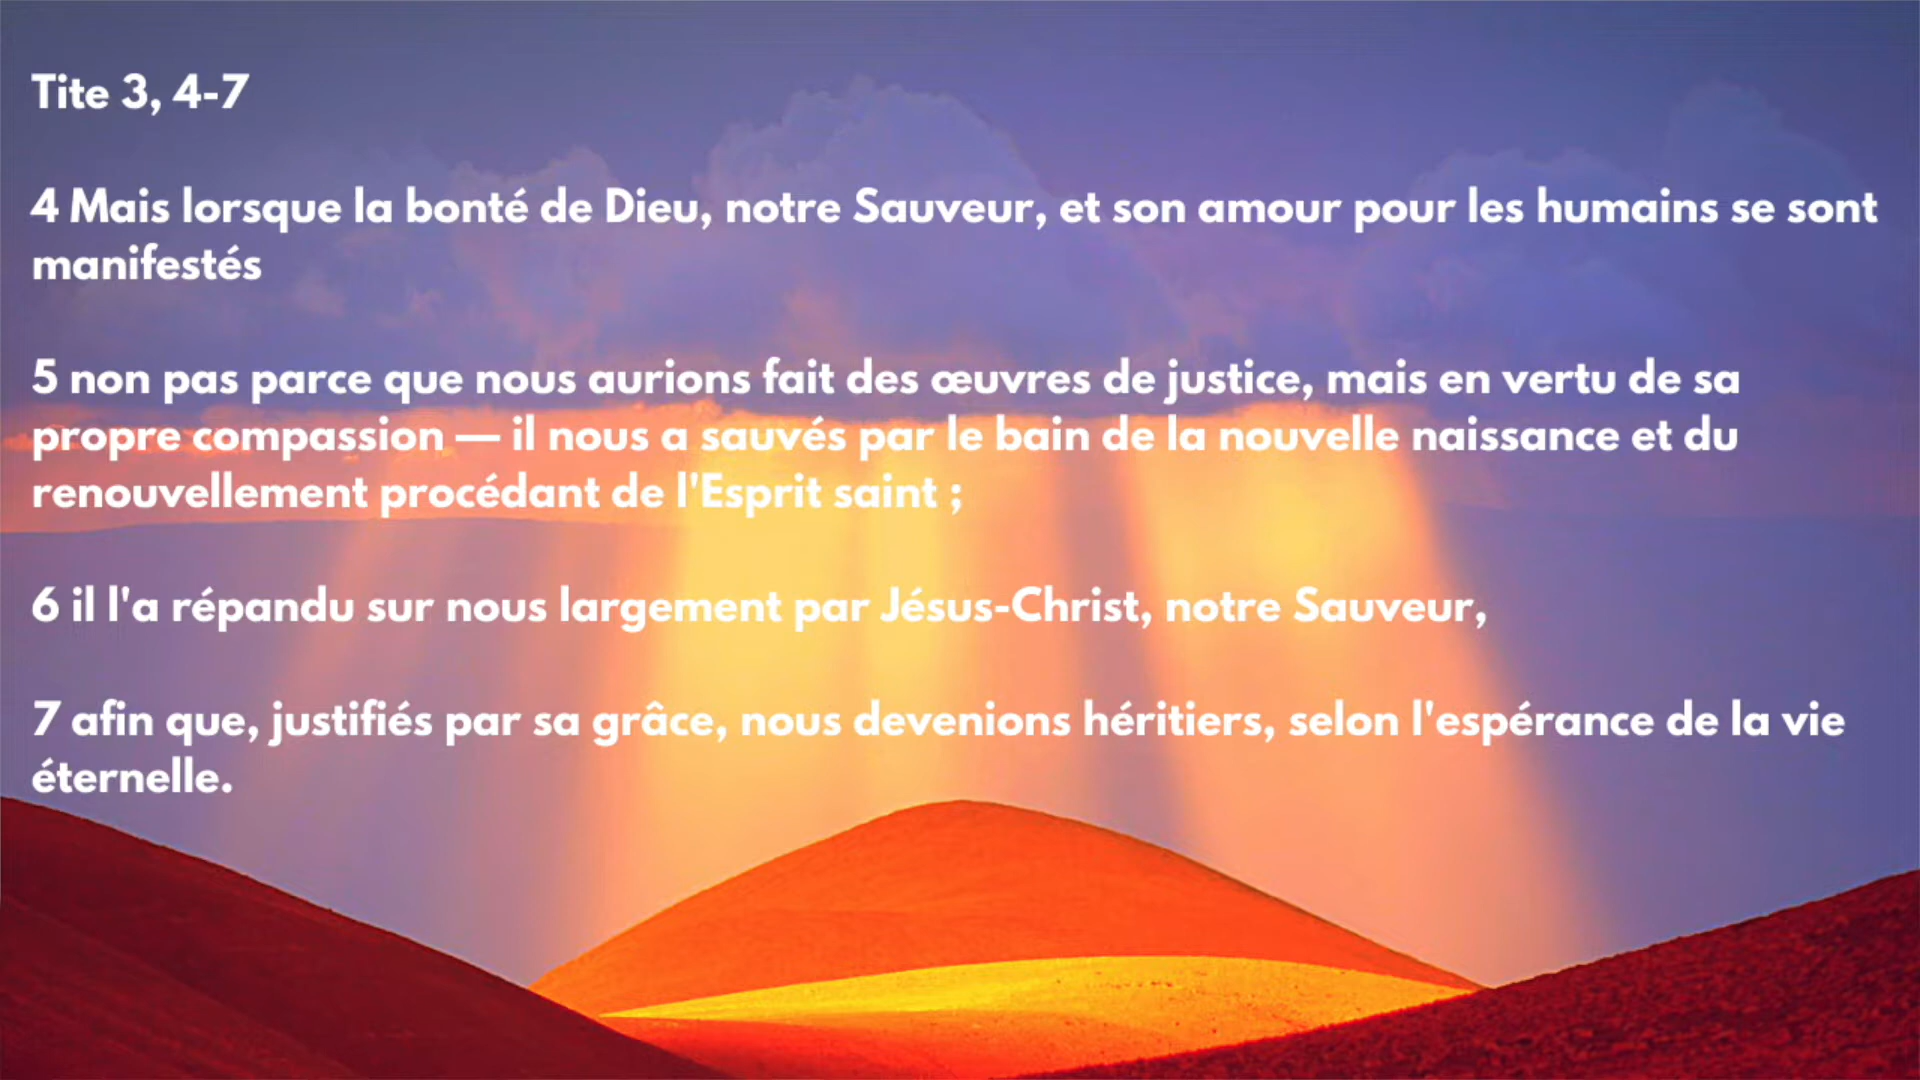 Tite 3, 4-7
4 Mais lorsque la bonté de Dieu, notre Sauveur, et son amour pour les humains se sont
manifestés
5 non pas parce que nous aurions fait des œuvres de justice, mais en vertu de sa
propre compassion — il nous a sauvés par le bain de la nouvelle naissance et du
renouvellement procédant de l'Esprit saint ;
6 il l'a répandu sur nous largement par Jésus-Christ, notre Sauveur,
7 afin que, justifiés par sa grâce, nous devenions héritiers, selon l'espérance de la vie
éternelle.